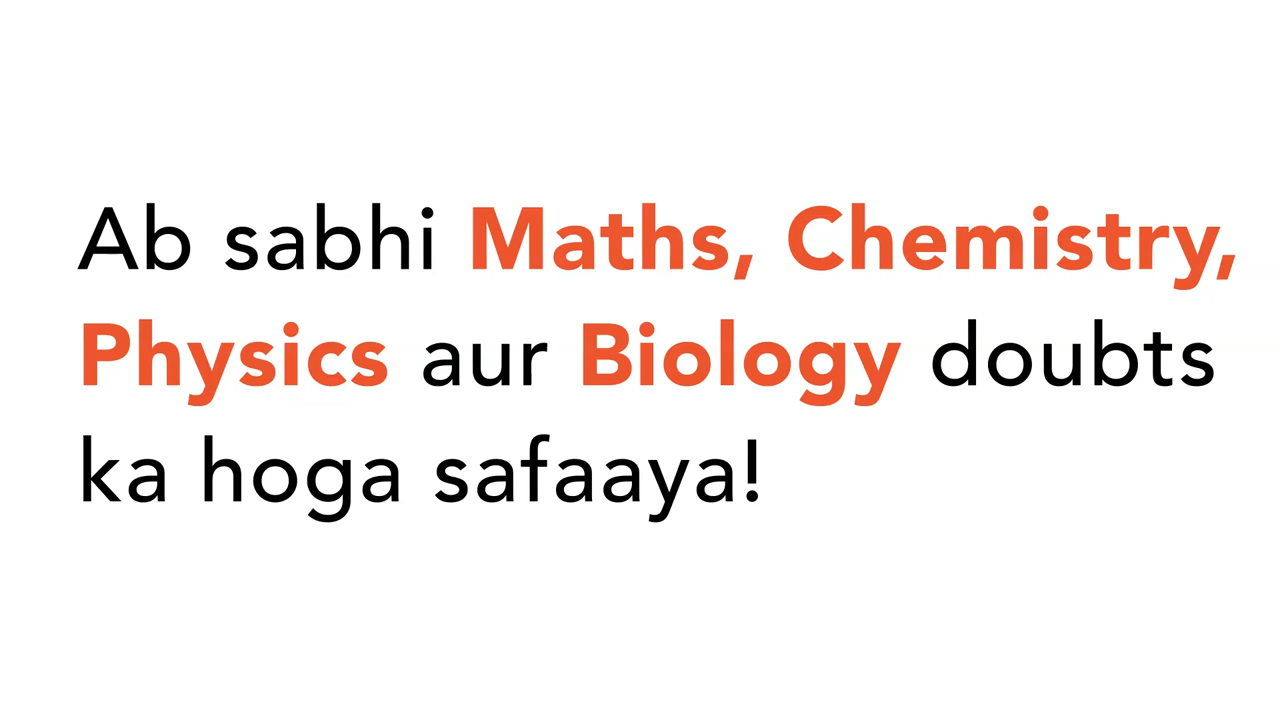 Ab sabhi Maths, Chemistry,
Physics aur Biology doubts
ka hoga safaaya!